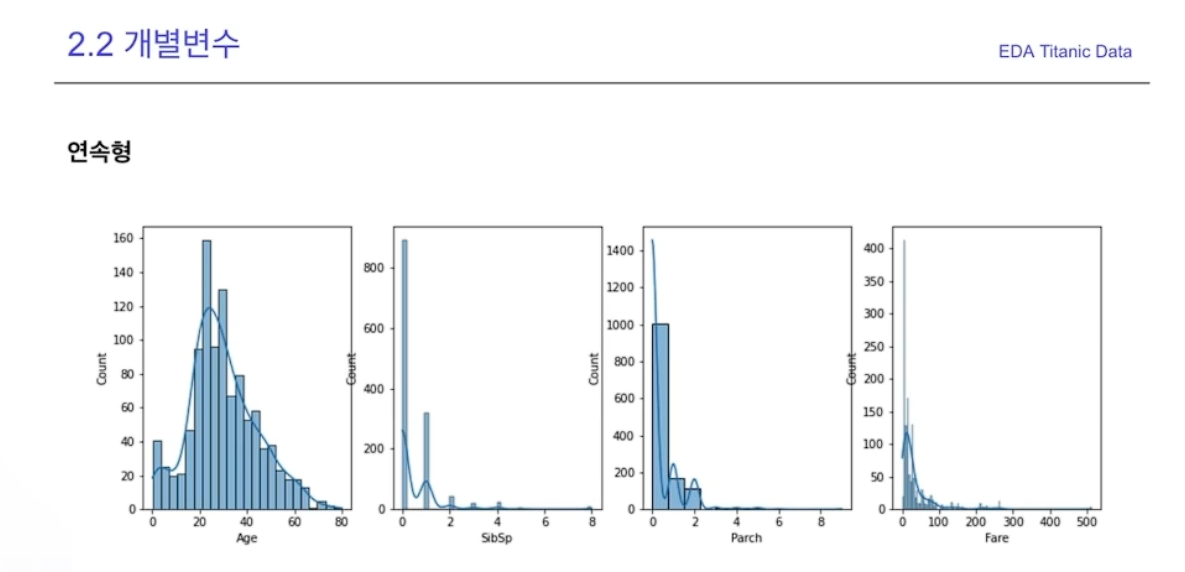 2.2 개별변수
EDA Titanic Data
연속형
160
140
120
100
80
60
40
20
0
Count
0 20 40 60 80
Age
800
600
400
200
0
Count
0 2 4 6 8
SibSp
1400
1200
1000
800
600
400
200
0
Count
0 2 4 6 8
Parch
400
350
300
250
200
150
100
50
0
Count
0 100 200 300 400 500
Fare